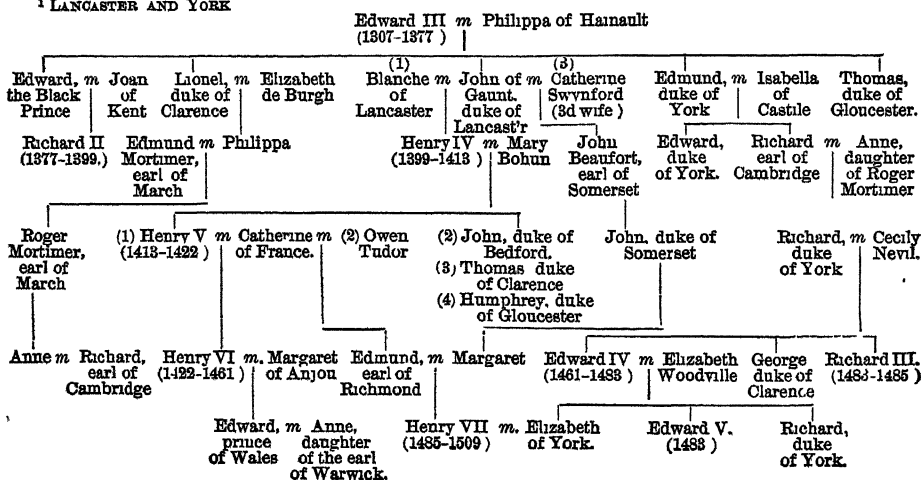 1 LANCASTER AND YORK
Edward III m Philippa of Hainault
(1307-1377)
(1) (3)
Edward, m Joan Lionel, m Elizabeth Blanche m John of m Catherine Edmund, m Isabella Thomas,
the Black of duke of de Burgh of Gaunt. Swynford duke of of duke of
Prince Kent Clarence Lancaster duke of (3d wife) York Castile Gloucester.
Lancast'r
Richard II Edmund m Philippa Henry IV m Mary John Edward, Richard m Anne,
(1377-1399.) Mortimer, (1399-1413) Bohun Beaufort, duke earl of daughter
earl of earl of of York. Cambridge of Roger
March Somerset Mortimer
Roger (1) Henry V m Catherine m (2) Owen (2) John, duke of John, duke of Richard, m Cecily
Mortimer, (1413-1422) of France. Tudor Bedford. Somerset duke Nevil.
earl of (3) Thomas duke of York
March of Clarence
(4) Humphrey, duke
of Gloucester
Anne m Richard, Henry VI m. Margaret Edmund, m Margaret Edward IV m Elizabeth George Richard III.
earl of (1422-1461) of Anjou earl of (1461-1483) Woodville duke of (1483-1485)
Cambridge Richmond Clarence
Edward, m Anne, Henry VII m. Elizabeth Edward V. Richard,
prince daughter (1485-1509) of York. (1483) duke
of Wales of the earl of York.
of Warwick.